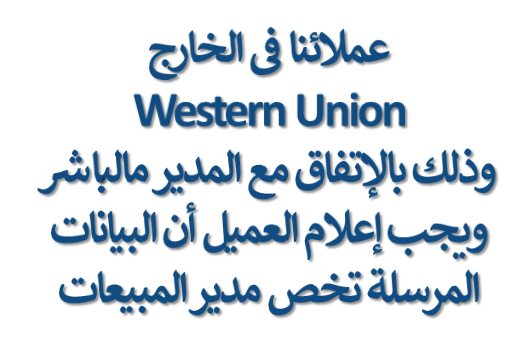 عملائنا فى الخارج
Western Union
وذلك بالإتفاق مع المدير مالباشر
ويجب إعلام العميل أن البيانات
المرسلة تخص مدير المبيعات